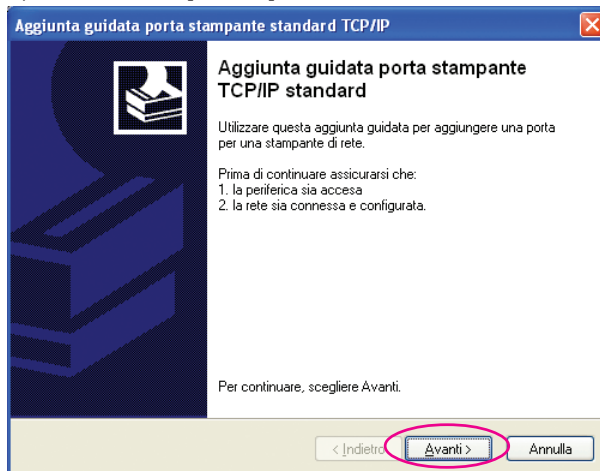 Aggiunta guidata porta stampante standard TCP/IP
Aggiunta guidata porta stampante
TCP/IP standard
Utilizzare questa aggiunta guidata per aggiungere una porta
per una stampante di rete.
Prima di continuare assicurarsi che:
1. la periferica sia accesa
2. la rete sia connessa e configurata.
Per continuare, scegliere Avanti.
< Indietro Avanti > Annulla